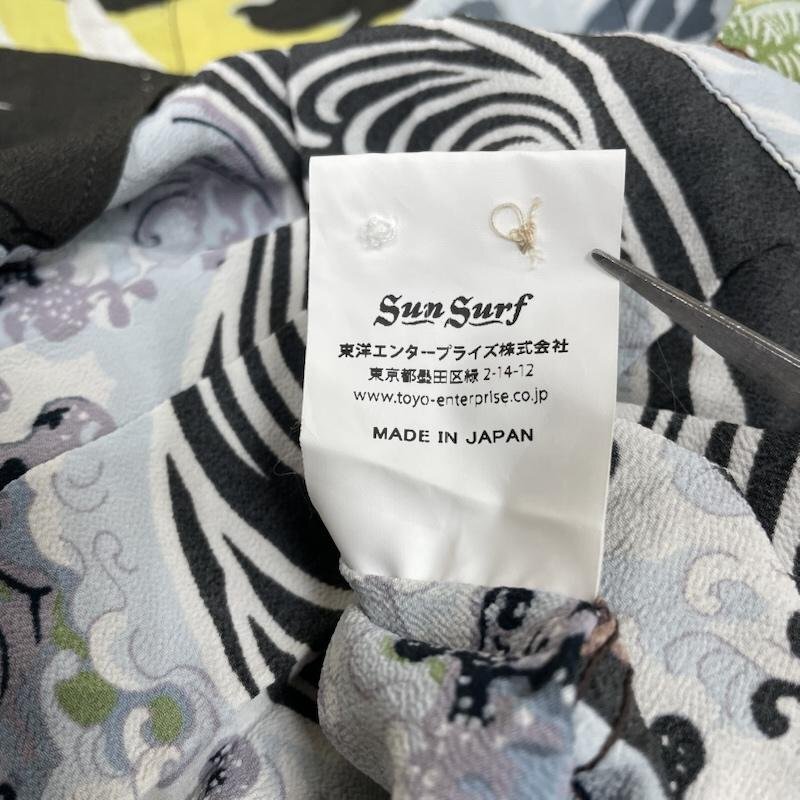 Sun Surf
東洋エンタープライズ株式会社
東京都墨田区緑 2-14-12
www.toyo-enterprise.co.jp
MADE IN JAPAN